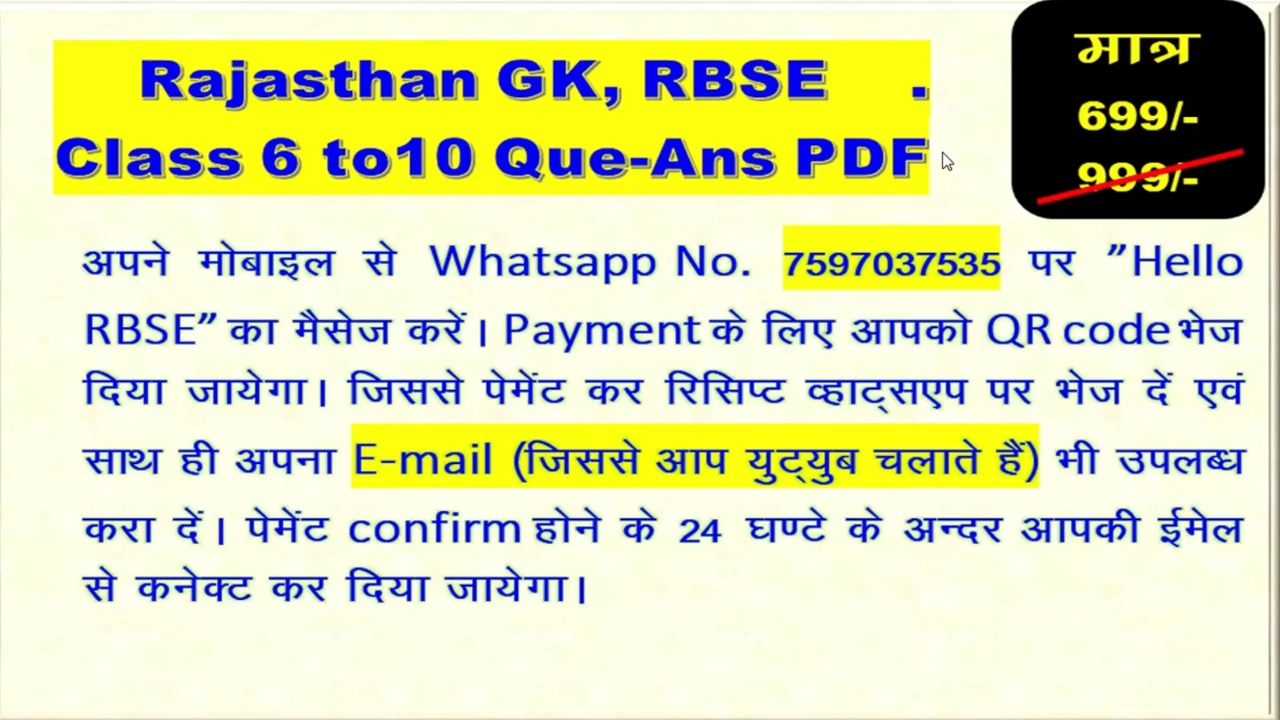 Rajasthan GK, RBSE .
Class 6 to10 Que-Ans PDF
मात्र
699/-
999/-
अपने मोबाइल से Whatsapp No. 7597037535 पर ”Hello
RBSE” का मैसेज करें। Payment के लिए आपको QR code भेज
दिया जायेगा। जिससे पेमेंट कर रिसिप्ट व्हाट्सएप पर भेज दें एवं
साथ ही अपना E-mail (जिससे आप युट्युब चलाते हैं) भी उपलब्ध
करा दें। पेमेंट confirm होने के 24 घण्टे के अन्दर आपकी ईमेल
से कनेक्ट कर दिया जायेगा।